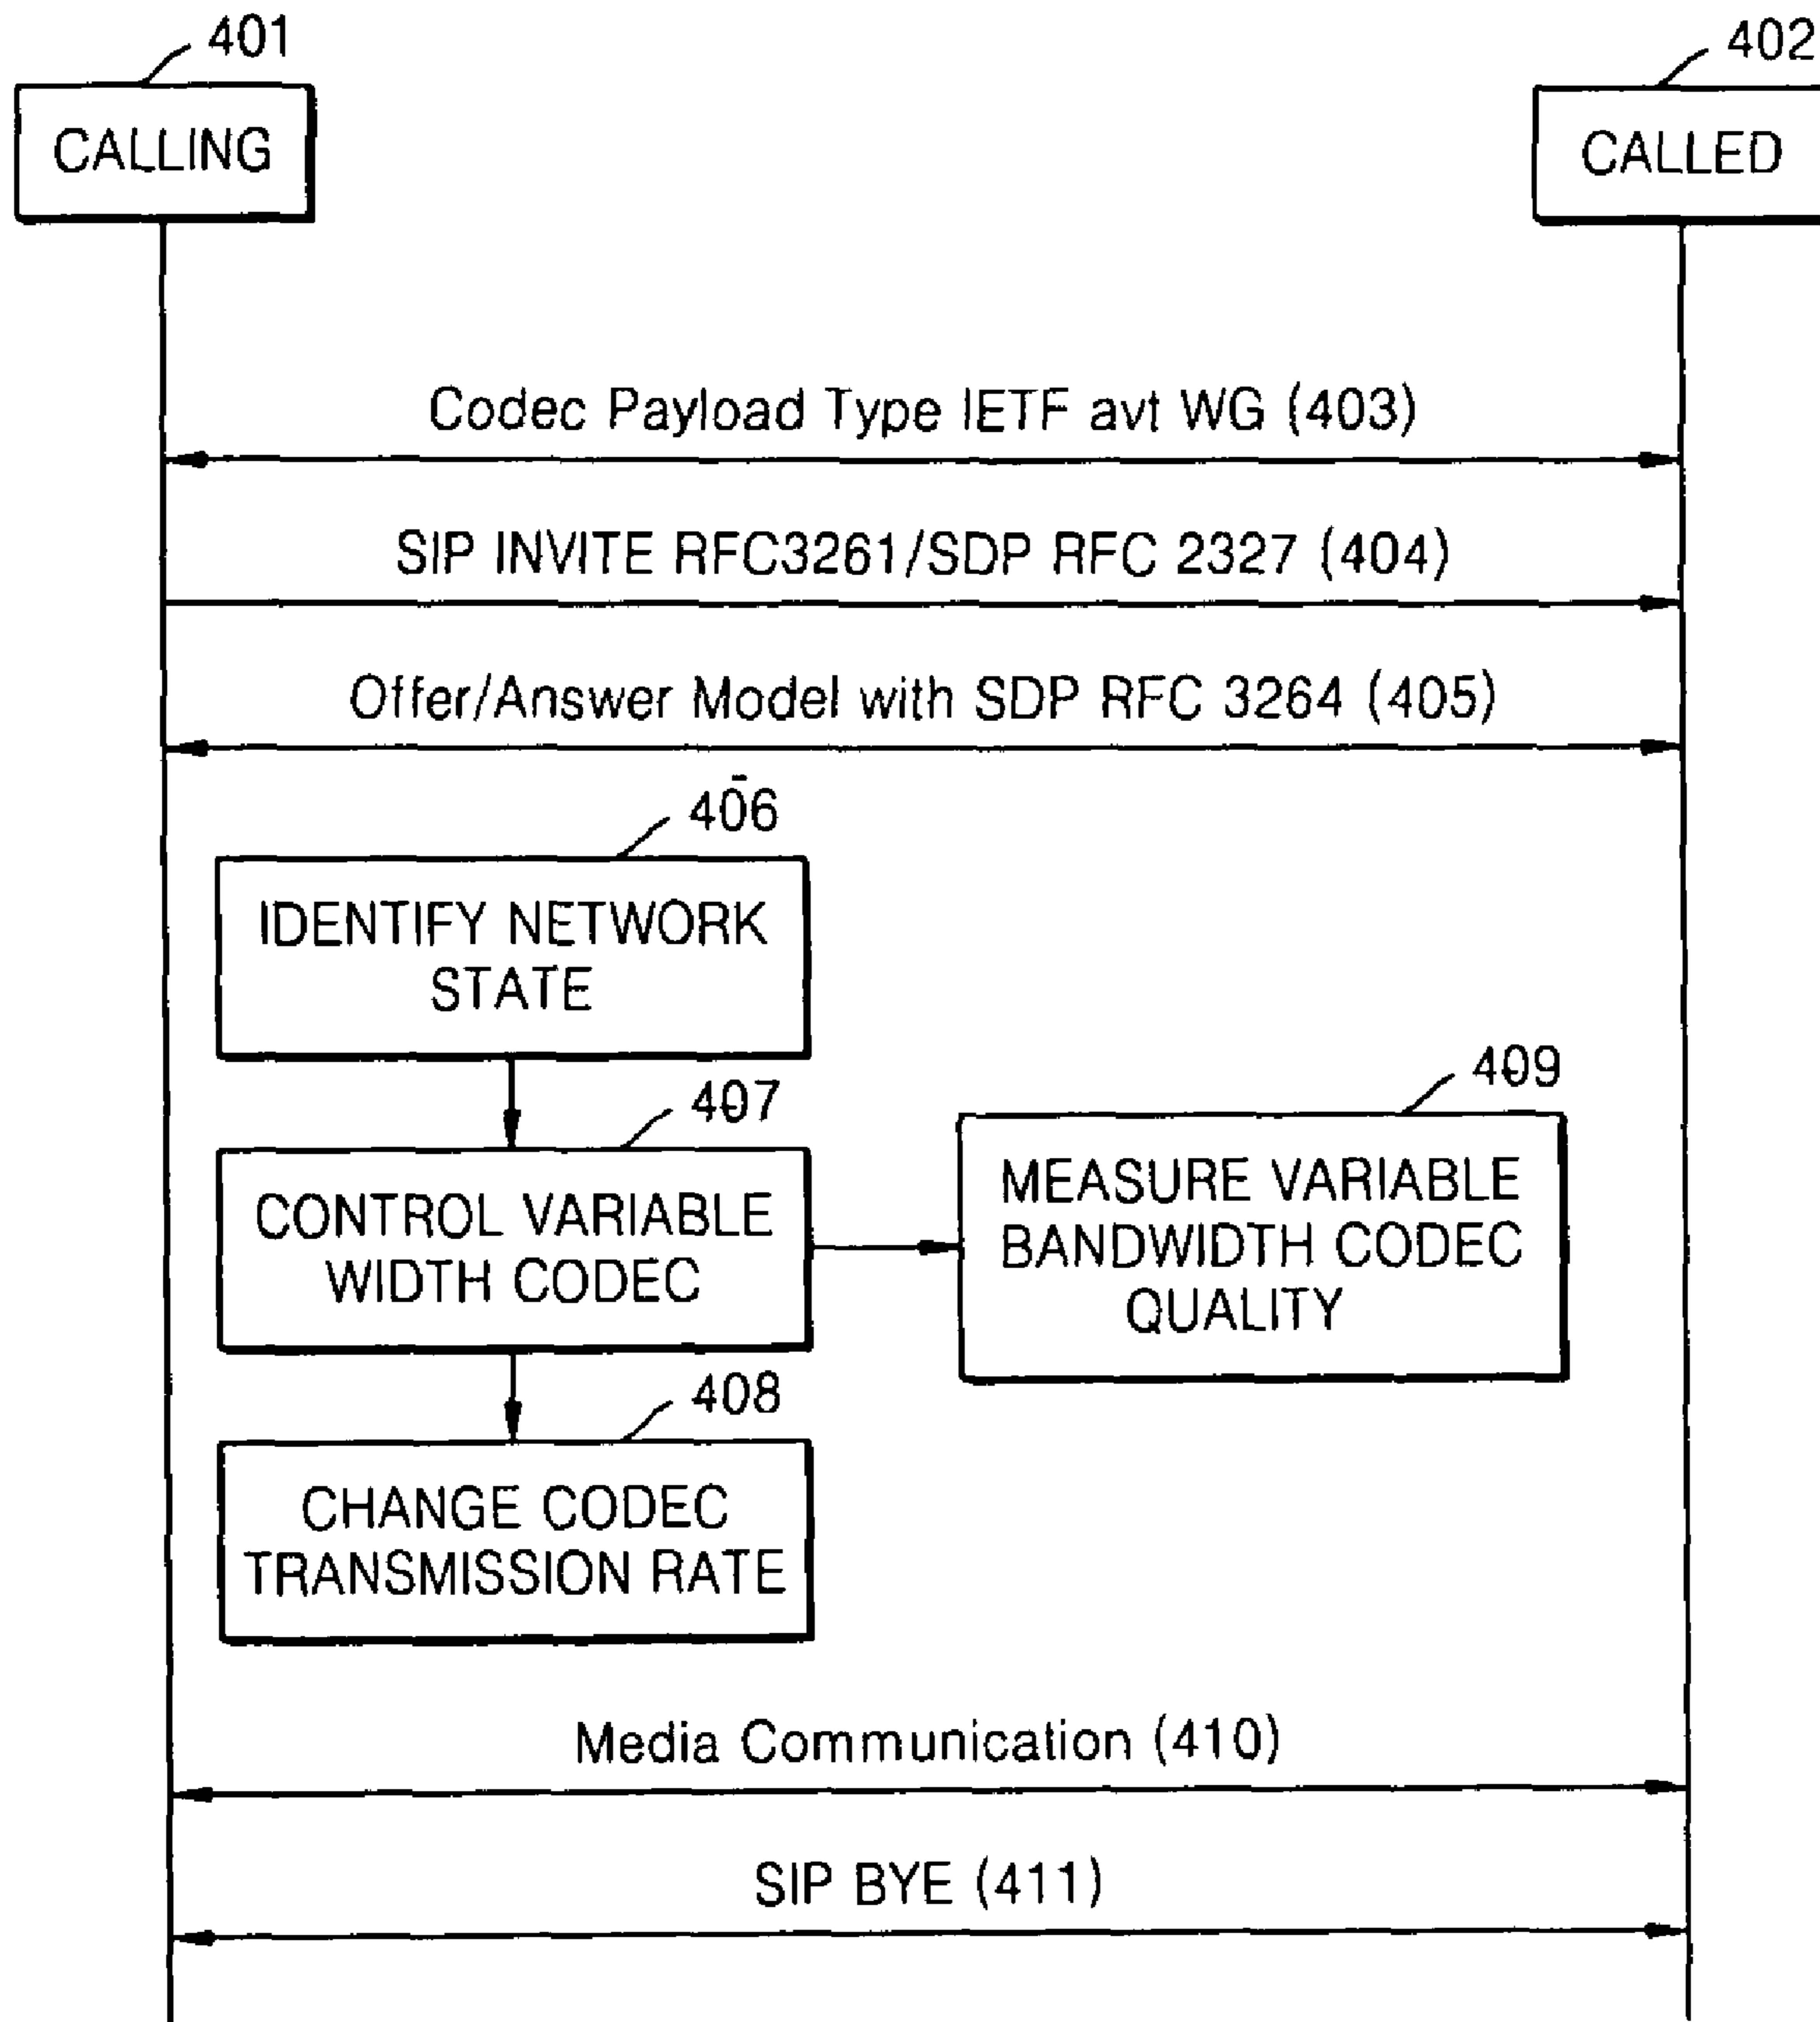 401
402
CALLING
CALLED
Codec Payload Type IETF avt WG (403)
SIP INVITE RFC3261/SDP RFC 2327 (404)
Offer/Answer Model with SDP RFC 3264 (405)
406
IDENTIFY NETWORK
STATE
407
409
CONTROL VARIABLE
WIDTH CODEC
MEASURE VARIABLE
BANDWIDTH CODEC
QUALITY
408
CHANGE CODEC
TRANSMISSION RATE
Media Communication (410)
SIP BYE (411)